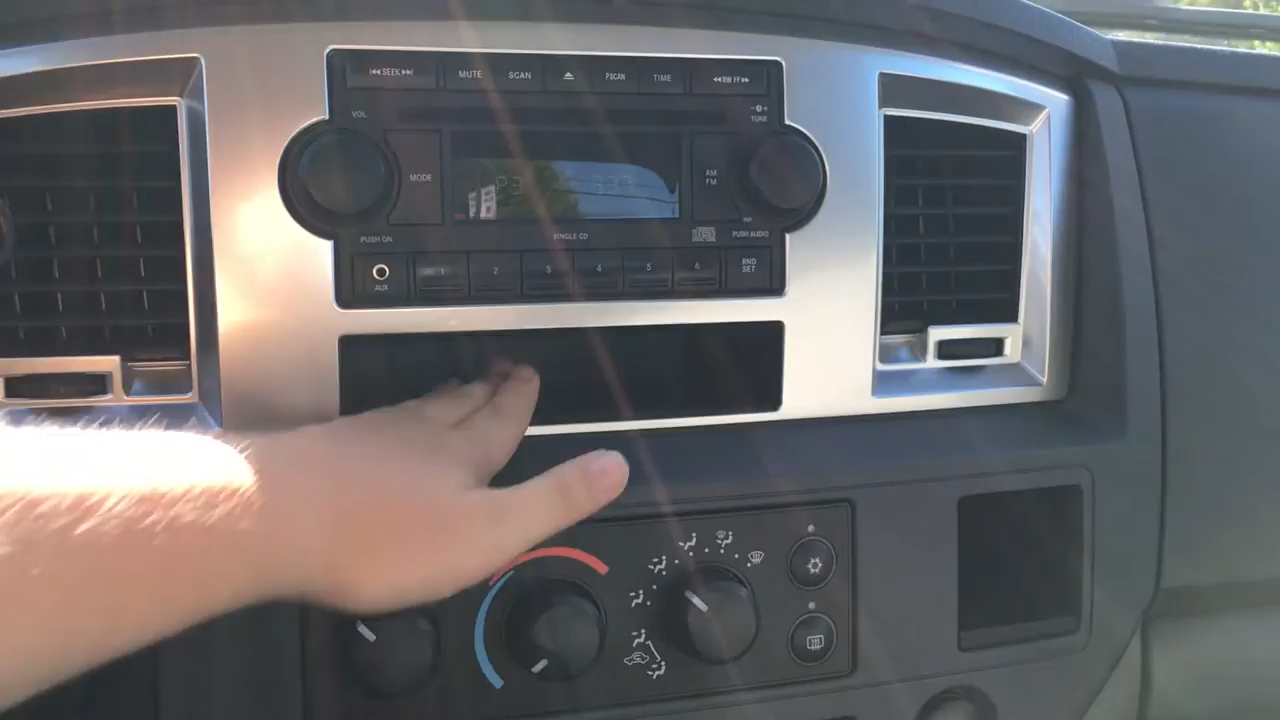 SEEK MUTE SCAN PSCAN TIME RW FF
VOL TUNE
MODE AM
FM
P3
PUSH ON SINGLE CD PUSH AUDIO
AUX 1 2 3 4 5 6 RND
SET